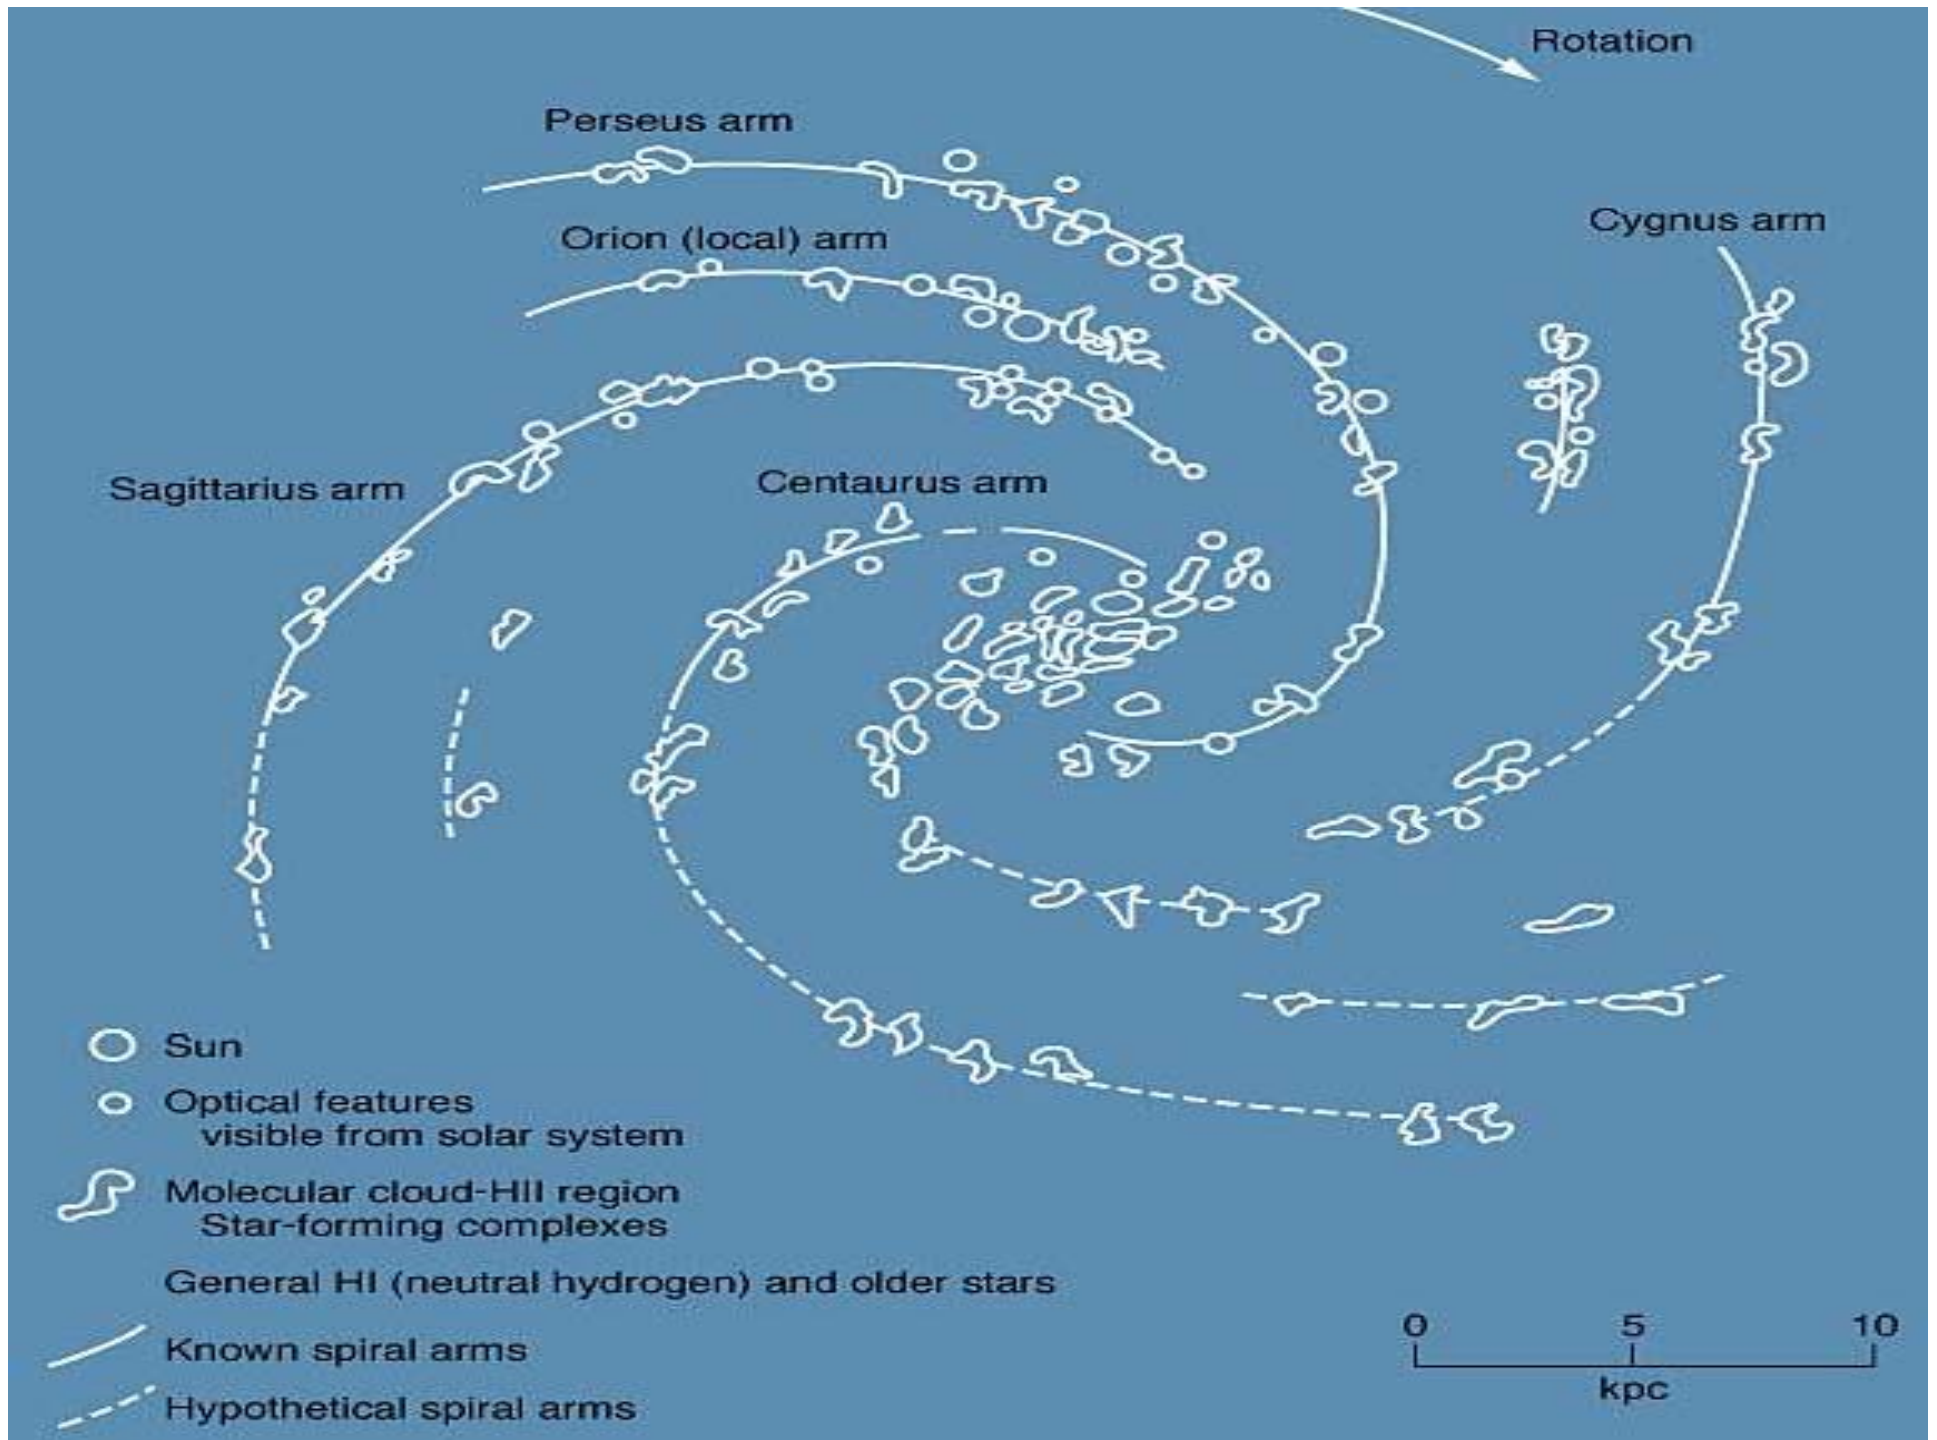 Rotation
Perseus arm
Cygnus arm
Orion (local) arm
Sagittarius arm
Centaurus arm
Sun
Optical features
visible from solar system
Molecular cloud-HII region
Star-forming complexes
General HI (neutral hydrogen) and older stars
Known spiral arms
Hypothetical spiral arms
0 5 10
kpc